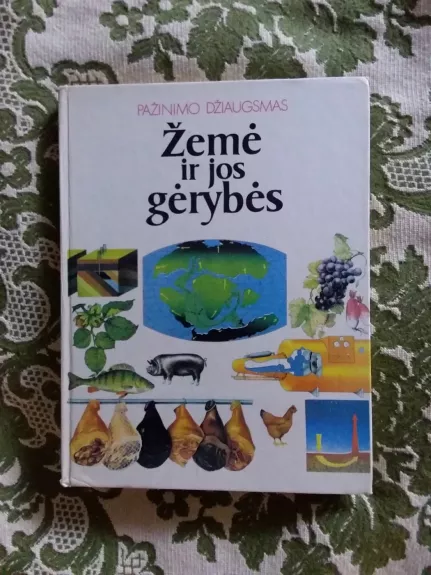 PAŽINIMO DŽIAUGSMAS
Žemė
ir jos
gėrybės